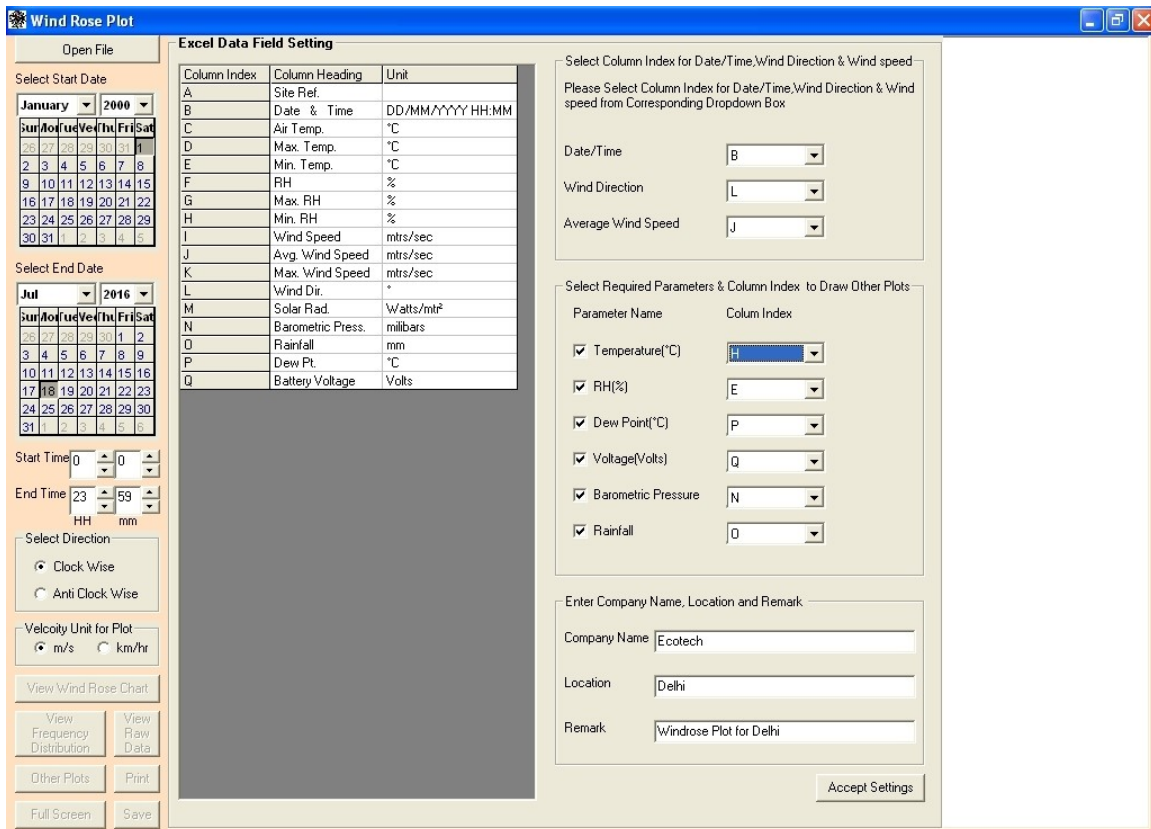 Wind Rose Plot
Open File
Select Start Date
January 2000
Sun Mon Tue Wed Thu Fri Sat
26 27 28 29 30 31 1
2 3 4 5 6 7 8
9 10 11 12 13 14 15
16 17 18 19 20 21 22
23 24 25 26 27 28 29
30 31 1 2 3 4 5
Select End Date
Jul 2016
Sun Mon Tue Wed Thu Fri Sat
26 27 28 29 30 1 2
3 4 5 6 7 8 9
10 11 12 13 14 15 16
17 18 19 20 21 22 23
24 25 26 27 28 29 30
31 1 2 3 4 5 6
Start Time 0 0
End Time 23 59
HH mm
Select Direction
Clock Wise
Anti Clock Wise
Velcoity Unit for Plot
m/s km/hr
View Wind Rose Chart
View Frequency Distribution
View Raw Data
Other Plots Print
Full Screen Save
Excel Data Field Setting
Column Index Column Heading Unit
A Site Ref.
B Date & Time DD/MM/YYYY HH:MM
C Air Temp. °C
D Max. Temp. °C
E Min. Temp. °C
F RH %
G Max. RH %
H Min. RH %
I Wind Speed mtrs/sec
J Avg. Wind Speed mtrs/sec
K Max. Wind Speed mtrs/sec
L Wind Dir. °
M Solar Rad. Watts/mtr²
N Barometric Press. milibars
O Rainfall mm
P Dew Pt. °C
Q Battery Voltage Volts
Select Column Index for Date/Time,Wind Direction & Wind speed
Please Select Column Index for Date/Time,Wind Direction & Wind
speed from Corresponding Dropdown Box
Date/Time B
Wind Direction L
Average Wind Speed J
Select Required Parameters & Column Index to Draw Other Plots
Parameter Name Colum Index
Temperature(°C) H
RH(%) E
Dew Point(°C) P
Voltage(Volts) Q
Barometric Pressure N
Rainfall O
Enter Company Name, Location and Remark
Company Name Ecotech
Location Delhi
Remark Windrose Plot for Delhi
Accept Settings